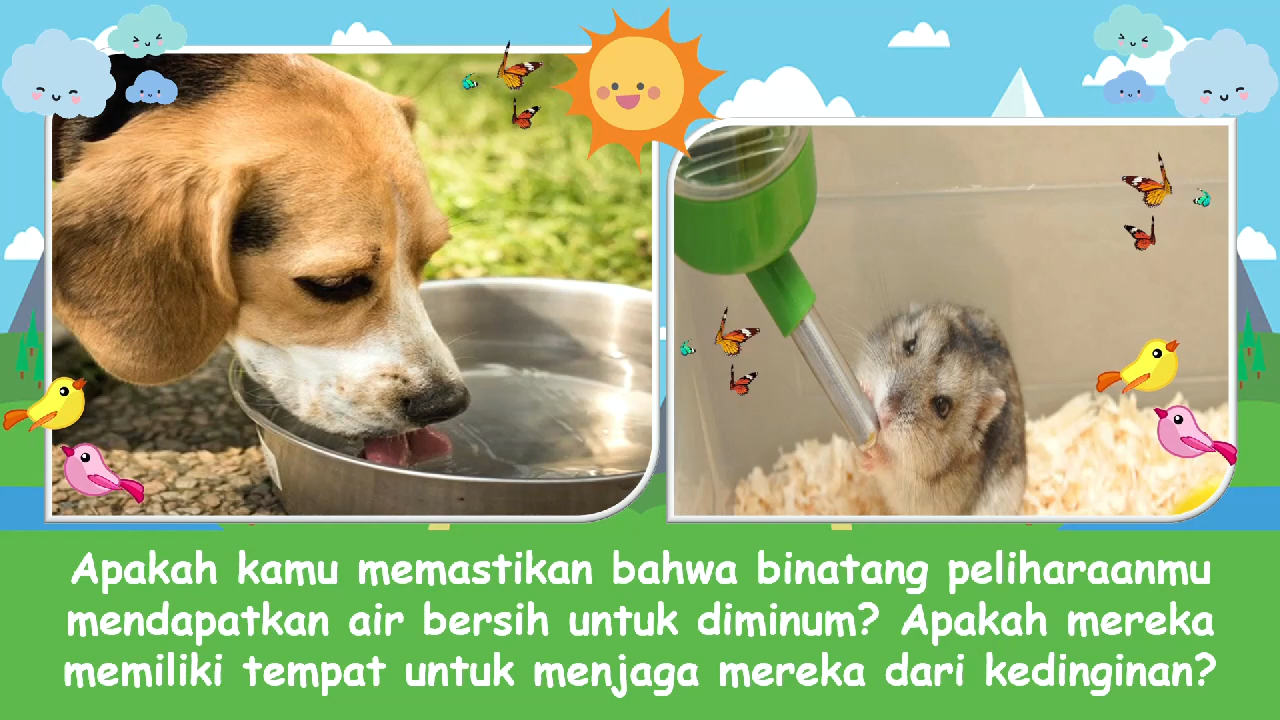 Apakah kamu memastikan bahwa binatang peliharaanmu
mendapatkan air bersih untuk diminum? Apakah mereka
memiliki tempat untuk menjaga mereka dari kedinginan?